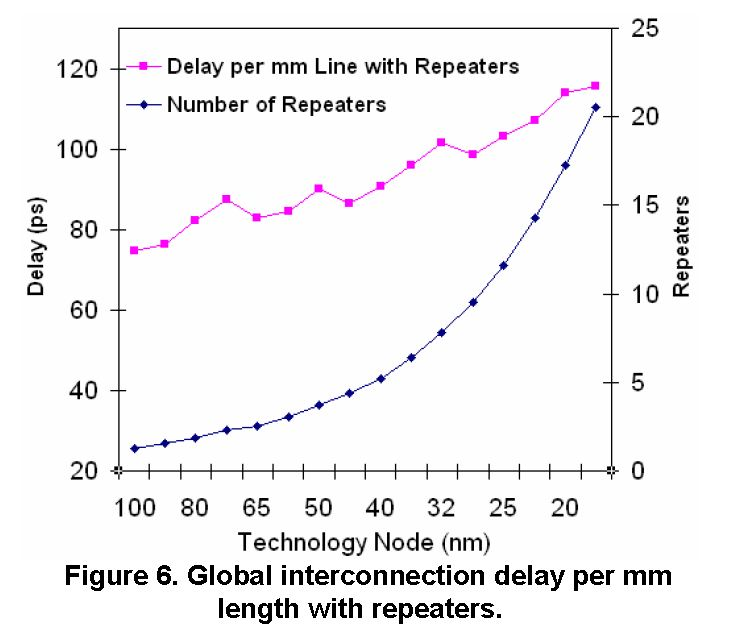 25
120
Delay per mm Line with Repeaters
Number of Repeaters
20
100
15
80
Delay (ps)
Repeaters
10
60
40
5
20
0
100 80 65 50 40 32 25 20
Technology Node (nm)
Figure 6. Global interconnection delay per mm
length with repeaters.